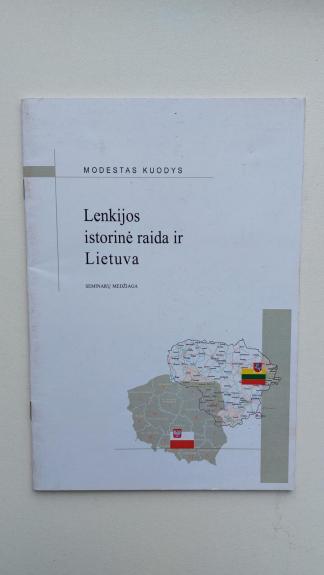 MODESTAS KUODYS
Lenkijos
istorinė raida ir
Lietuva
SEMINARŲ MEDŽIAGA